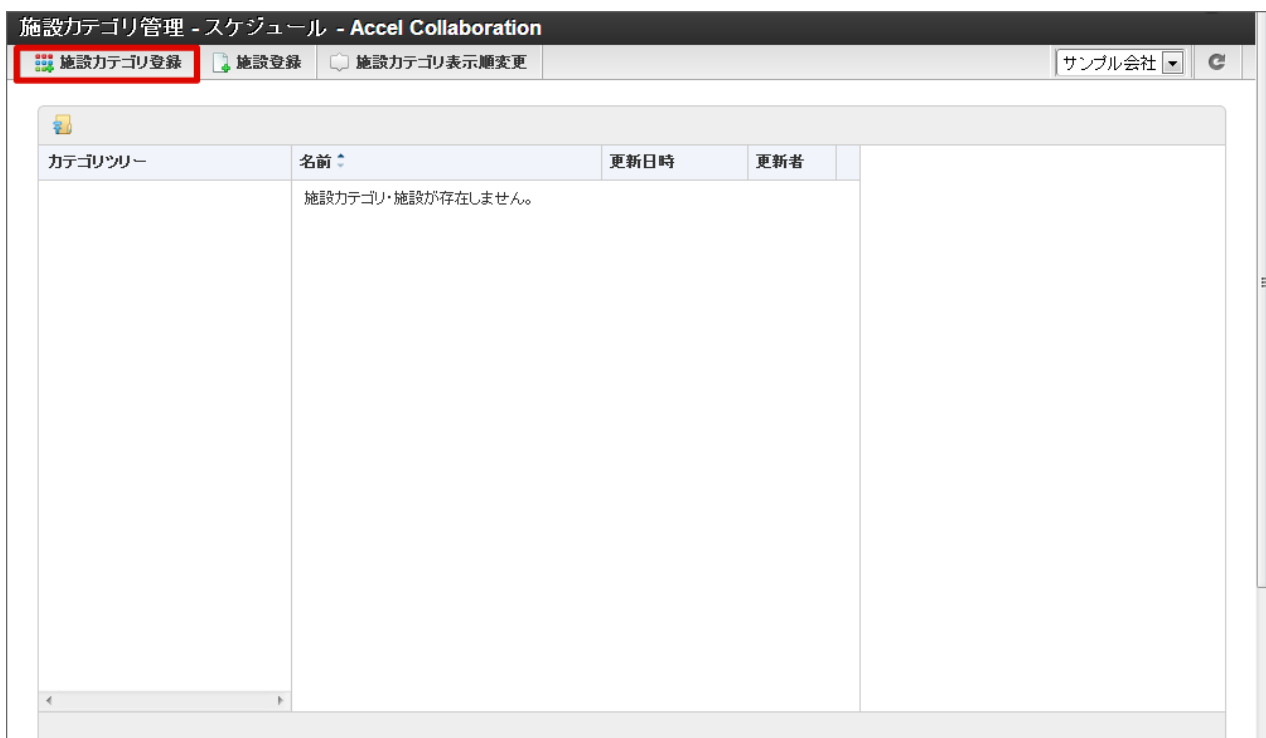 施設カテゴリ管理 - スケジュール - Accel Collaboration
施設カテゴリ登録 施設登録 施設カテゴリ表示順変更 サンプル会社
カテゴリツリー 名前 更新日時 更新者
施設カテゴリ・施設が存在しません。